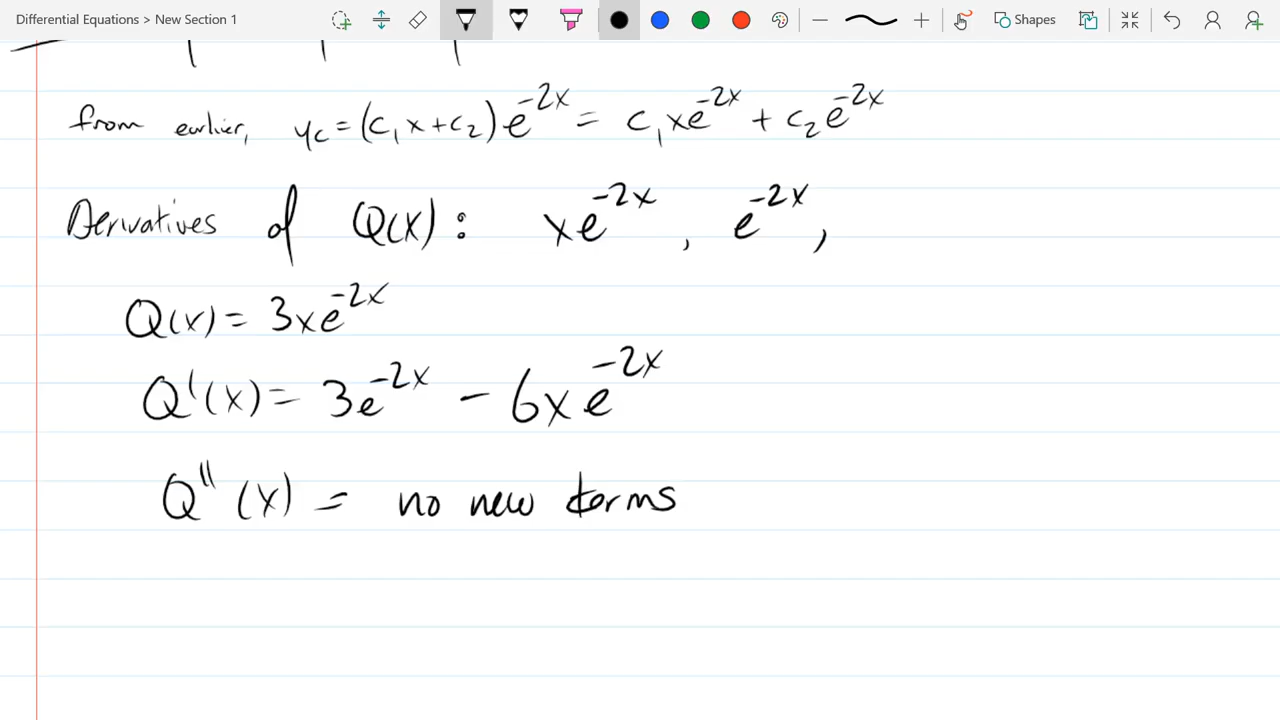 Differential Equations > New Section 1
Shapes
from earlier, yc = (c₁x+c₂)e⁻²ˣ = c₁xe⁻²ˣ + c₂e⁻²ˣ
Derivatives of Q(x): xe⁻²ˣ, e⁻²ˣ,
Q(x) = 3xe⁻²ˣ
Q'(x) = 3e⁻²ˣ - 6xe⁻²ˣ
Q''(x) = no new terms